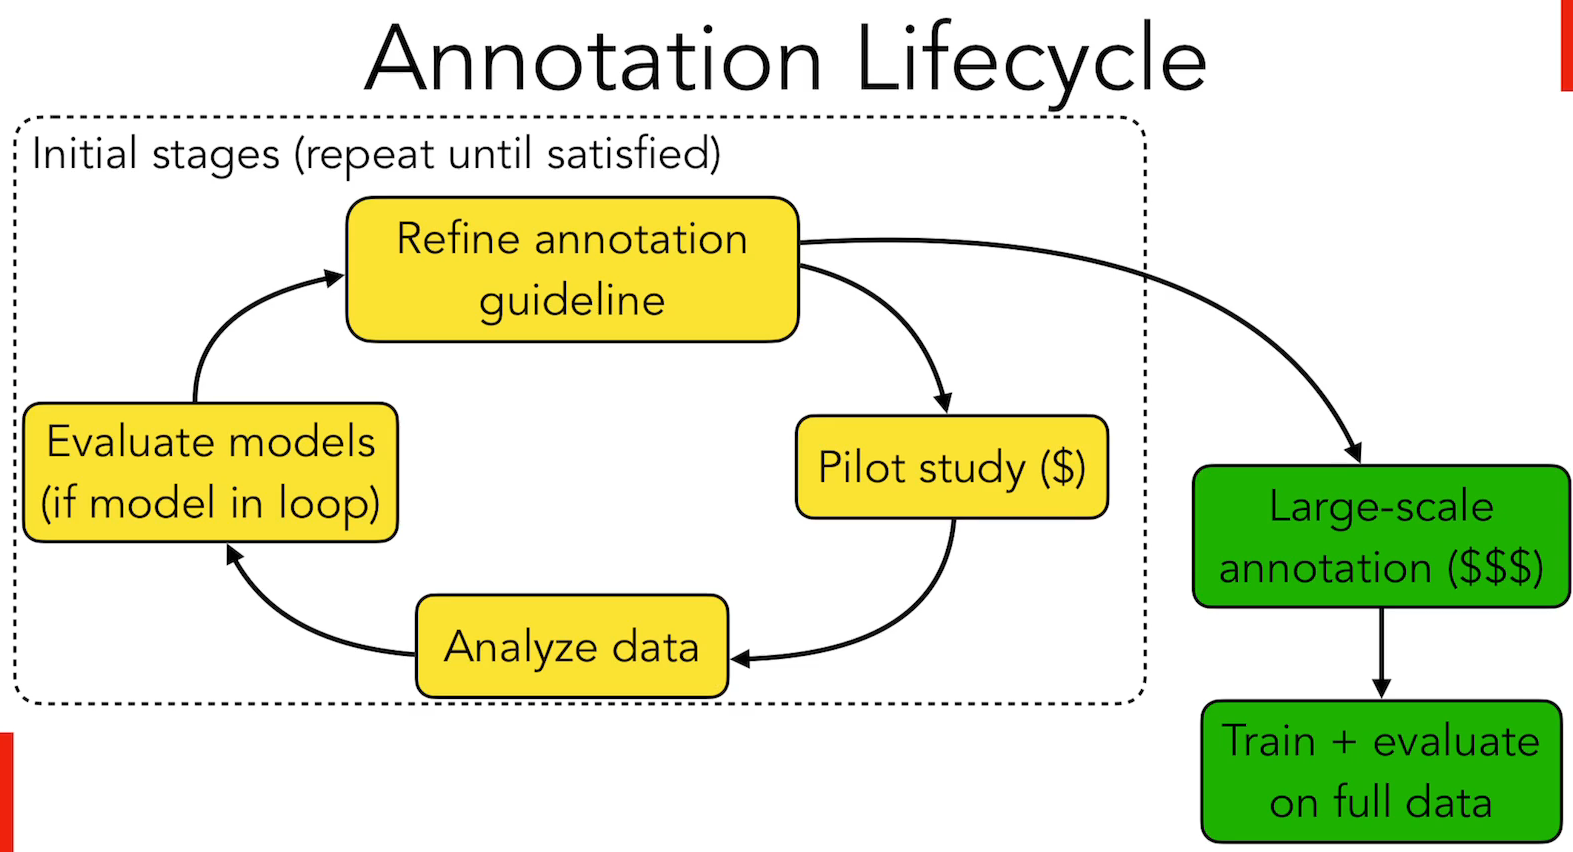 Annotation Lifecycle
Initial stages (repeat until satisfied)
Refine annotation
guideline
Evaluate models
(if model in loop)
Pilot study ($)
Analyze data
Large-scale
annotation ($$$)
Train + evaluate
on full data